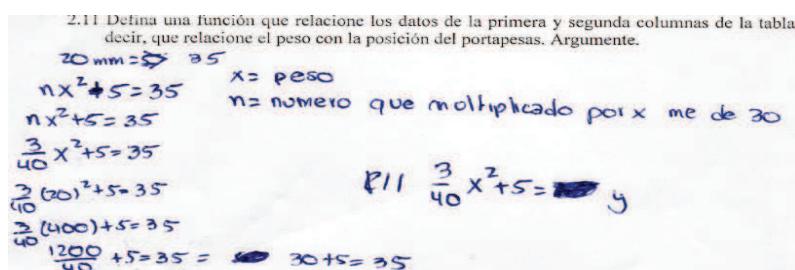 2.11 Defina una función que relacione los datos de la primera y segunda columnas de la tabla
decir, que relacione el peso con la posición del portapesas. Argumente.
20 mm = 35
nx²+5=35
x= peso
n= numero que moltiplicado por x me de 30
nx²+5=35
3/40 x²+5=35
3/40 (20)²+5=35
R// 3/40 x²+5= y
3/40 (400)+5=35
1200/40 +5=35 = 30+5=35